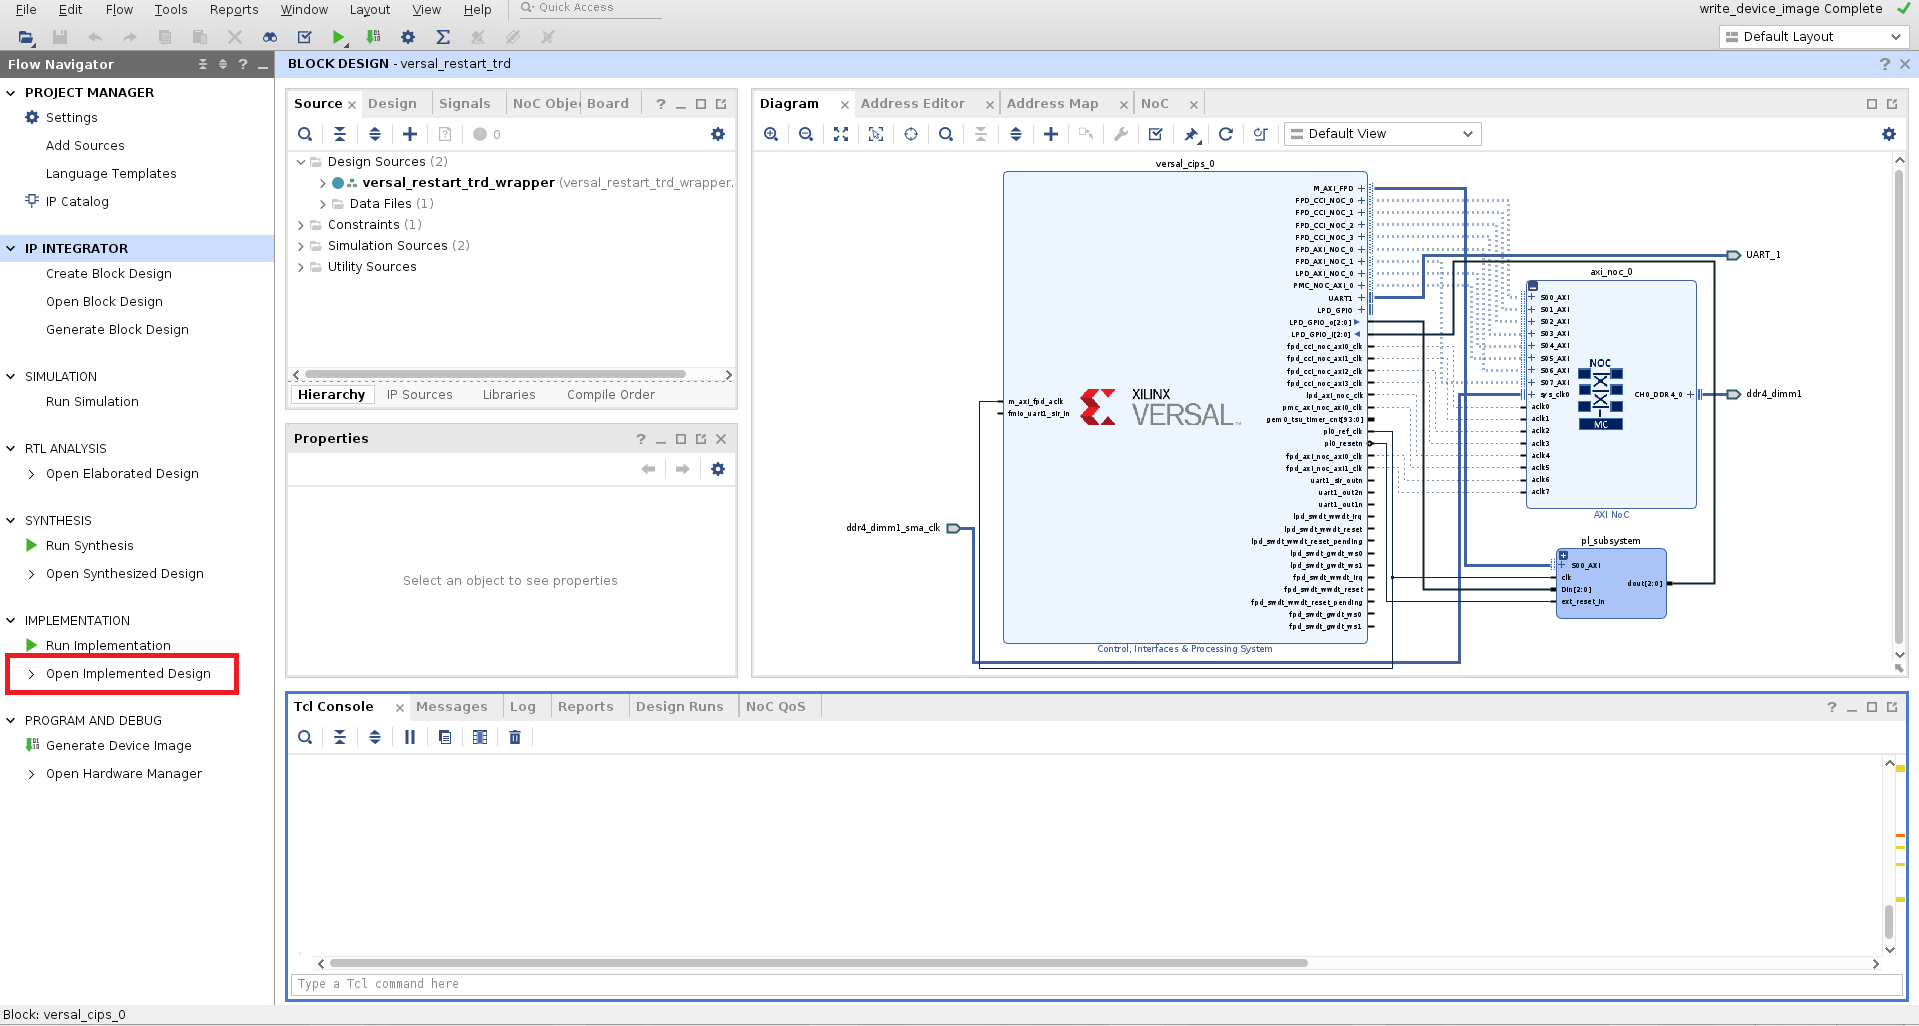 File Edit Flow Tools Reports Window Layout View Help Quick Access
write_device_image Complete
Default Layout
Flow Navigator
PROJECT MANAGER
Settings
Add Sources
Language Templates
IP Catalog
IP INTEGRATOR
Create Block Design
Open Block Design
Generate Block Design
SIMULATION
Run Simulation
RTL ANALYSIS
Open Elaborated Design
SYNTHESIS
Run Synthesis
Open Synthesized Design
IMPLEMENTATION
Run Implementation
Open Implemented Design
PROGRAM AND DEBUG
Generate Device Image
Open Hardware Manager
BLOCK DESIGN - versal_restart_trd
Source Design Signals NoC Obje Board
0
Design Sources (2)
versal_restart_trd_wrapper (versal_restart_trd_wrapper.
Data Files (1)
Constraints (1)
Simulation Sources (2)
Utility Sources
Hierarchy IP Sources Libraries Compile Order
Properties
Select an object to see properties
Diagram Address Editor Address Map NoC
Default View
versal_cips_0
M_AXI_FPD
FPD_CCI_NOC_0
FPD_CCI_NOC_1
FPD_CCI_NOC_2
FPD_CCI_NOC_3
FPD_AXI_NOC_0
FPD_AXI_NOC_1
LPD_AXI_NOC_0
PMC_NOC_AXI_0
UART1
LPD_GPIO
LPD_GPIO_o[2:0]
LPD_GPIO_i[2:0]
fpd_cci_noc_axi0_clk
fpd_cci_noc_axi1_clk
fpd_cci_noc_axi2_clk
fpd_cci_noc_axi3_clk
lpd_axi_noc_clk
pmc_axi_noc_axi0_clk
gem0_tsu_timer_cnt[93:0]
pl0_ref_clk
pl0_resetn
fpd_axi_noc_axi0_clk
fpd_axi_noc_axi1_clk
uart1_sir_outn
uart1_out2n
uart1_out1n
lpd_swdt_wwdt_irq
lpd_swdt_wwdt_reset
lpd_swdt_wwdt_reset_pending
lpd_swdt_gwdt_ws0
lpd_swdt_gwdt_ws1
fpd_swdt_wwdt_irq
fpd_swdt_wwdt_reset
fpd_swdt_wwdt_reset_pending
fpd_swdt_gwdt_ws0
fpd_swdt_gwdt_ws1
m_axi_fpd_aclk
fmio_uart1_sir_in
XILINX
VERSAL™
Control, Interfaces & Processing System
ddr4_dimm1_sma_clk
UART_1
axi_noc_0
S00_AXI
S01_AXI
S02_AXI
S03_AXI
S04_AXI
S05_AXI
S06_AXI
S07_AXI
sys_clk0
aclk0
aclk1
aclk2
aclk3
aclk4
aclk5
aclk6
aclk7
NOC
MC
CH0_DDR4_0
ddr4_dimm1
AXI NoC
pl_subsystem
S00_AXI
clk
Din[2:0]
ext_reset_in
dout[2:0]
Tcl Console Messages Log Reports Design Runs NoC QoS
Type a Tcl command here
Block: versal_cips_0